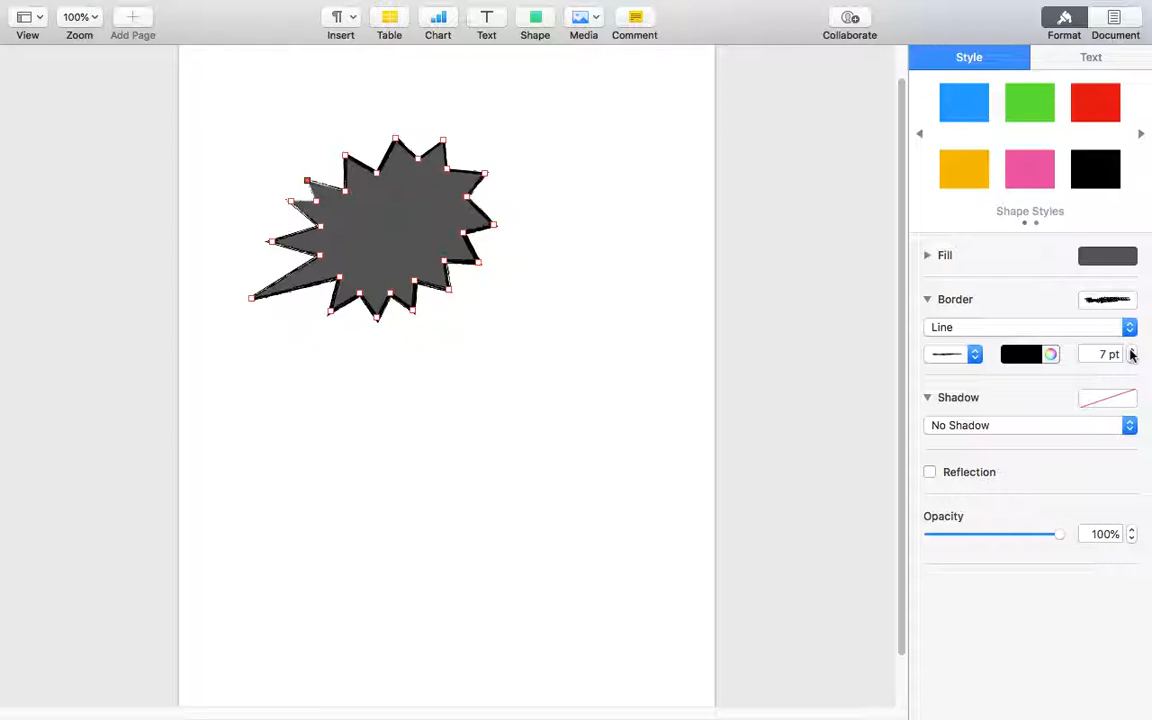 100%
View Zoom Add Page Insert Table Chart Text Shape Media Comment Collaborate Format Document
Style Text
Shape Styles
Fill
Border
Line
7 pt
Shadow
No Shadow
Reflection
Opacity
100%